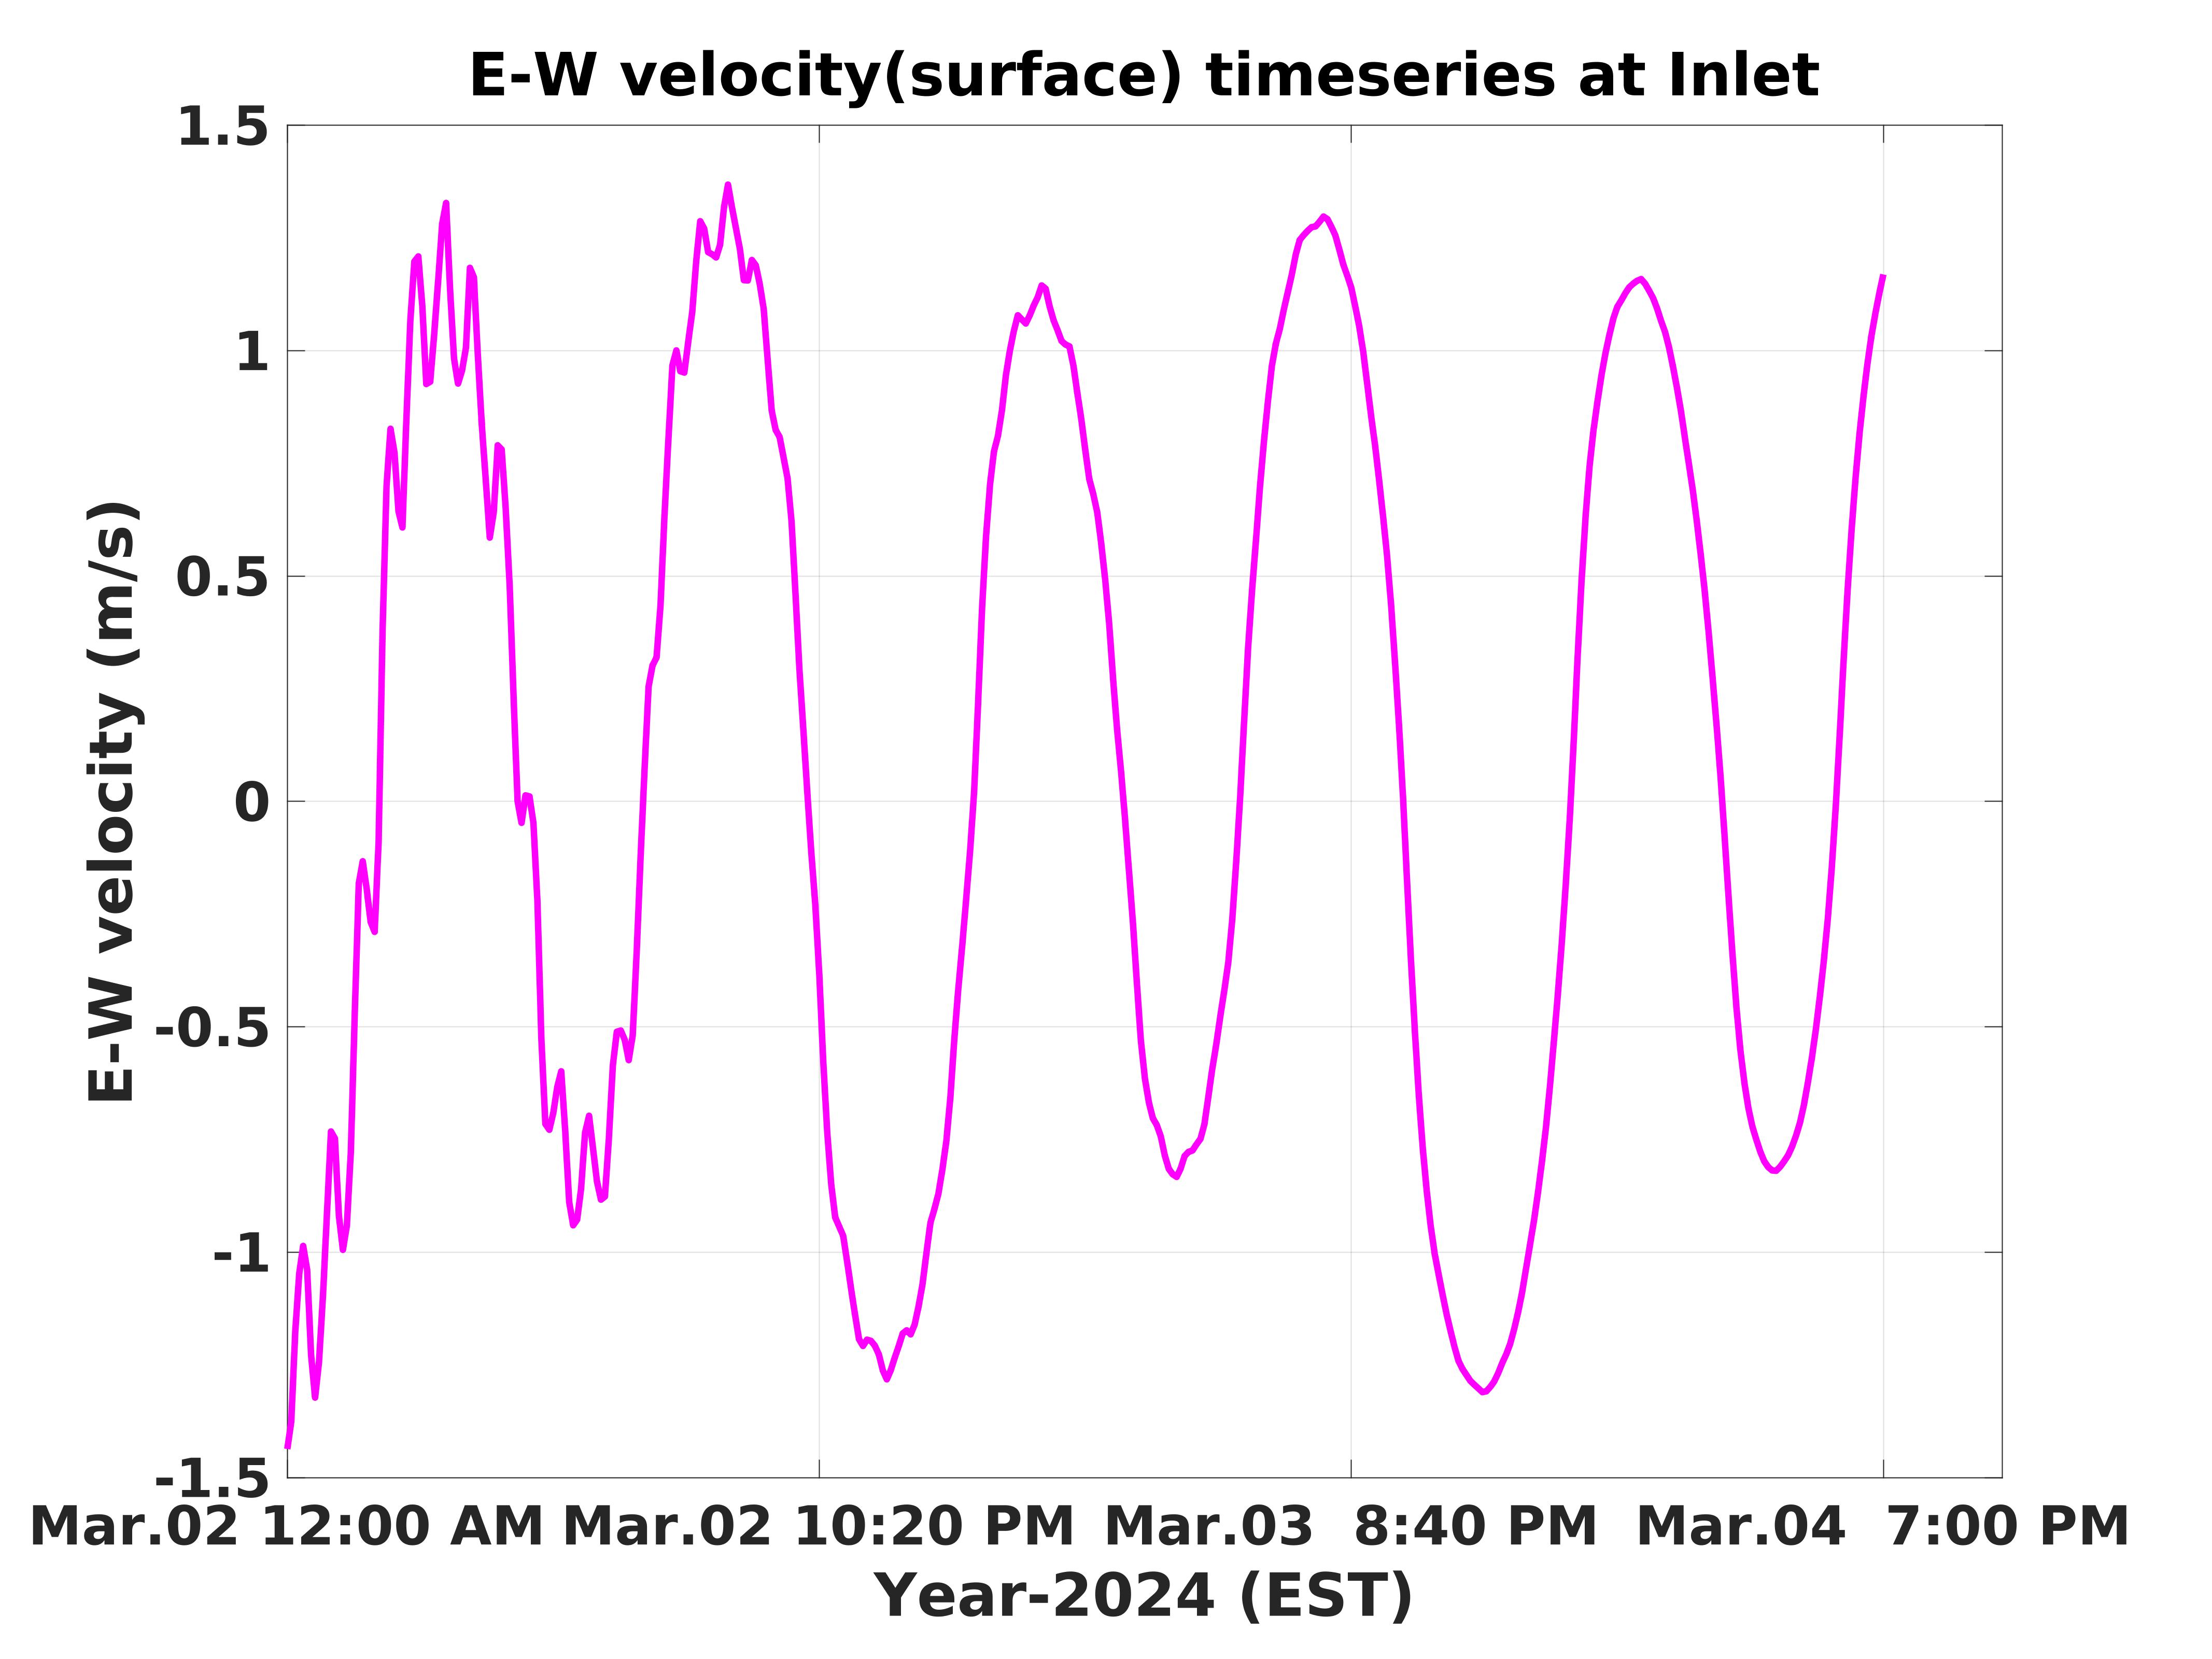 E-W velocity(surface) timeseries at Inlet
1.5
1
0.5
0
-0.5
-1
-1.5
E-W velocity (m/s)
Mar.02 12:00 AM Mar.02 10:20 PM Mar.03 8:40 PM Mar.04 7:00 PM
Year-2024 (EST)